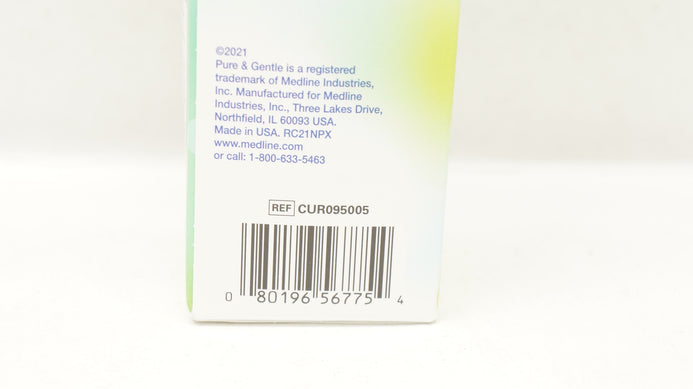 ©2021
Pure & Gentle is a registered
trademark of Medline Industries,
Inc. Manufactured for Medline
Industries, Inc., Three Lakes Drive,
Northfield, IL 60093 USA.
Made in USA. RC21NPX
www.medline.com
or call: 1-800-633-5463
REF CUR095005
0 80196 56775 4